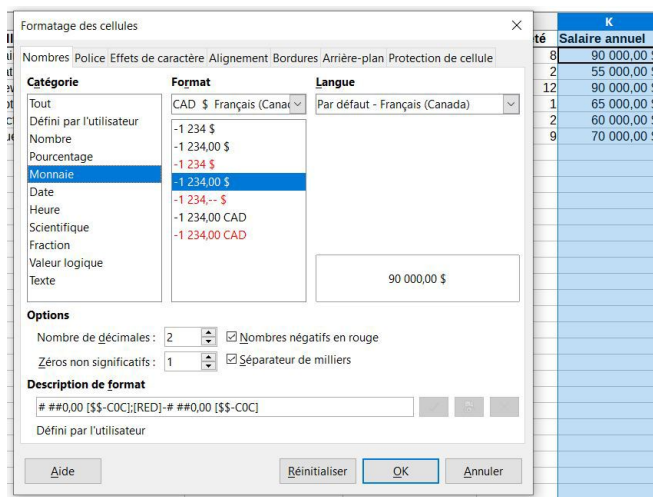 Formatage des cellules
Nombres Police Effets de caractère Alignement Bordures Arrière-plan Protection de cellule
Catégorie
Tout
Défini par l'utilisateur
Nombre
Pourcentage
Monnaie
Date
Heure
Scientifique
Fraction
Valeur logique
Texte
Format
CAD $ Français (Canad
-1 234 $
-1 234,00 $
-1 234 $
-1 234,00 $
-1 234,-- $
-1 234,00 CAD
-1 234,00 CAD
Langue
Par défaut - Français (Canada)
90 000,00 $
Options
Nombre de décimales : 2
Nombres négatifs en rouge
Zéros non significatifs : 1
Séparateur de milliers
Description de format
# ##0,00 [$$-C0C];[RED]-# ##0,00 [$$-C0C]
Défini par l'utilisateur
Aide Réinitialiser OK Annuler
K
té Salaire annuel
8 90 000,00 $
2 55 000,00 $
12 90 000,00 $
1 65 000,00 $
2 60 000,00 $
9 70 000,00 $